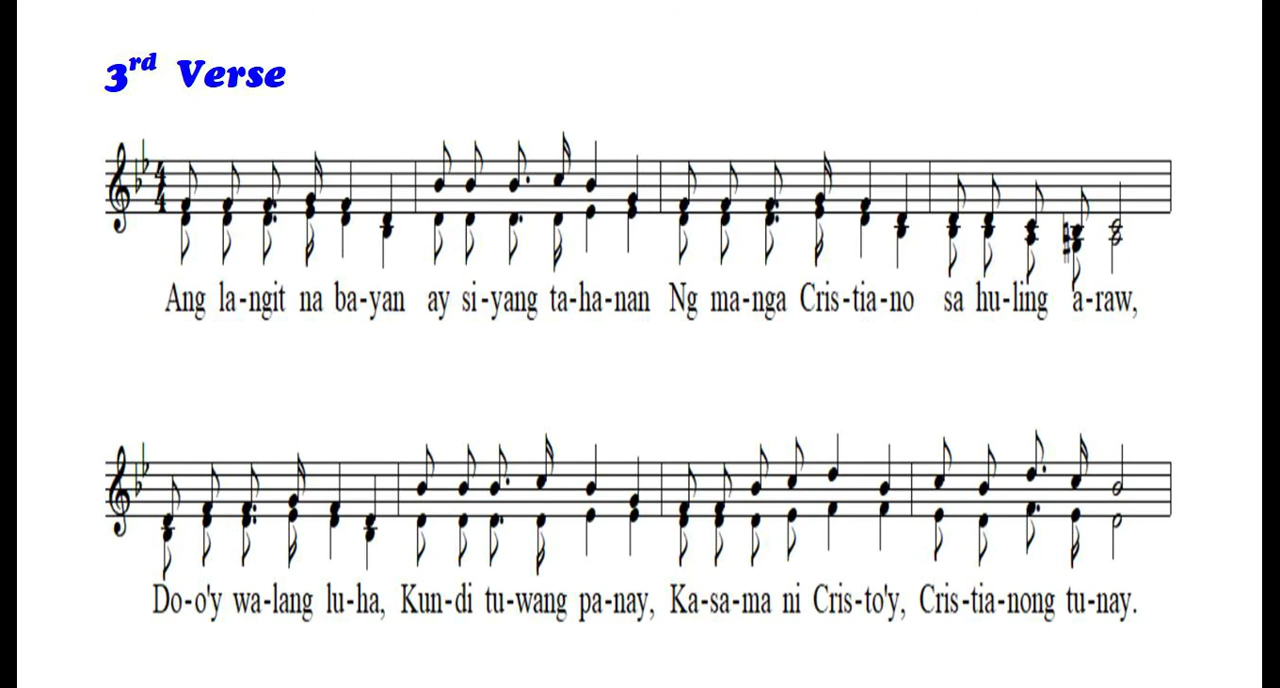 3rd Verse
4
4
Ang la-ngit na ba-yan ay si-yang ta-ha-nan Ng ma-nga Cris-tia-no sa hu-ling a-raw,
Do-o'y wa-lang lu-ha, Kun-di tu-wang pa-nay, Ka-sa-ma ni Cris-to'y, Cris-tia-nong tu-nay.